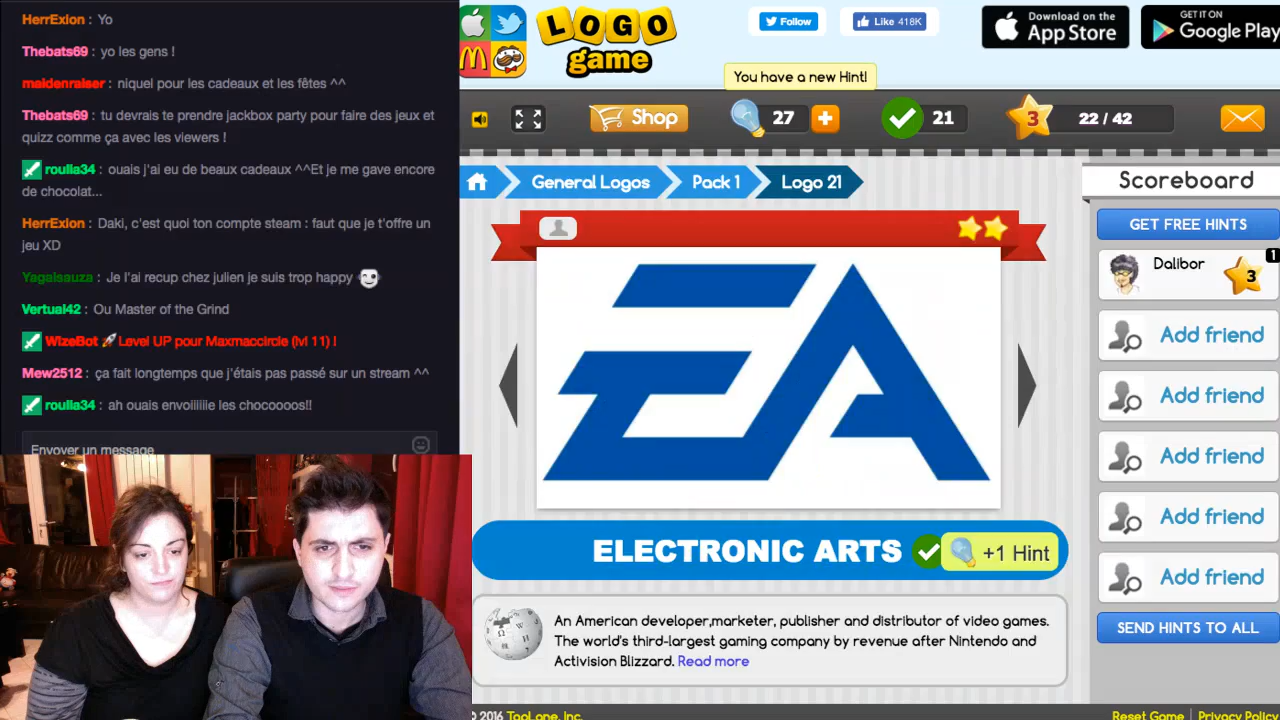 HerrExion : Yo
Thebats69 : yo les gens !
maidenraiser : niquel pour les cadeaux et les fêtes ^^
Thebats69 : tu devrais te prendre jackbox party pour faire des jeux et
quizz comme ça avec les viewers !
roulia34 : ouais j'ai eu de beaux cadeaux ^^Et je me gave encore
de chocolat...
HerrExion : Daki, c'est quoi ton compte steam : faut que je t'offre un
jeu XD
Yagalsauza : Je l'ai recup chez julien je suis trop happy
Vertual42 : Ou Master of the Grind
WizeBot Level UP pour Maxmaccircle (lvl 11) !
Mew2512 : ça fait longtemps que j'étais pas passé sur un stream ^^
roulia34 : ah ouais envoiiiiiie les chocoooos!!
Envoyer un message
LOGO
game
Follow
Like 418K
Download on the
App Store
GET IT ON
Google Play
You have a new Hint!
Shop
27
21
3
22 / 42
General Logos
Pack 1
Logo 21
EA
ELECTRONIC ARTS
+1 Hint
An American developer,marketer, publisher and distributor of video games.
The world's third-largest gaming company by revenue after Nintendo and
Activision Blizzard. Read more
Scoreboard
GET FREE HINTS
Dalibor
3
1
Add friend
Add friend
Add friend
Add friend
Add friend
SEND HINTS TO ALL
© 2016 TapLane, Inc.
Reset Game | Privacy Policy